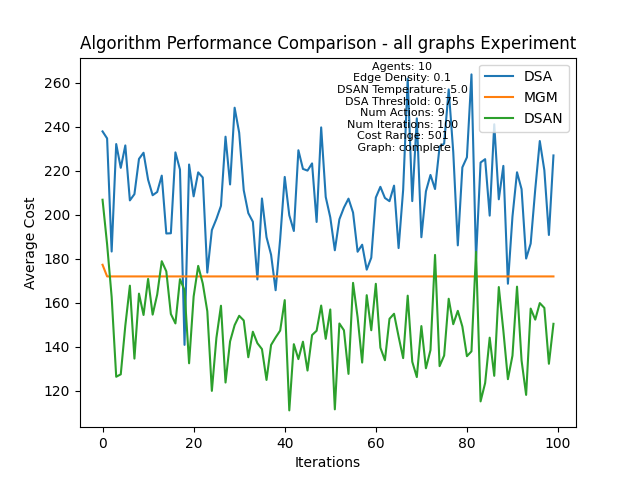 Algorithm Performance Comparison - all graphs Experiment
Agents: 10
Edge Density: 0.1
DSAN Temperature: 5.0
DSA Threshold: 0.75
Num Actions: 9
Num Iterations: 100
Cost Range: 501
Graph: complete
DSA
MGM
DSAN
Average Cost
260
240
220
200
180
160
140
120
0 20 40 60 80 100
Iterations